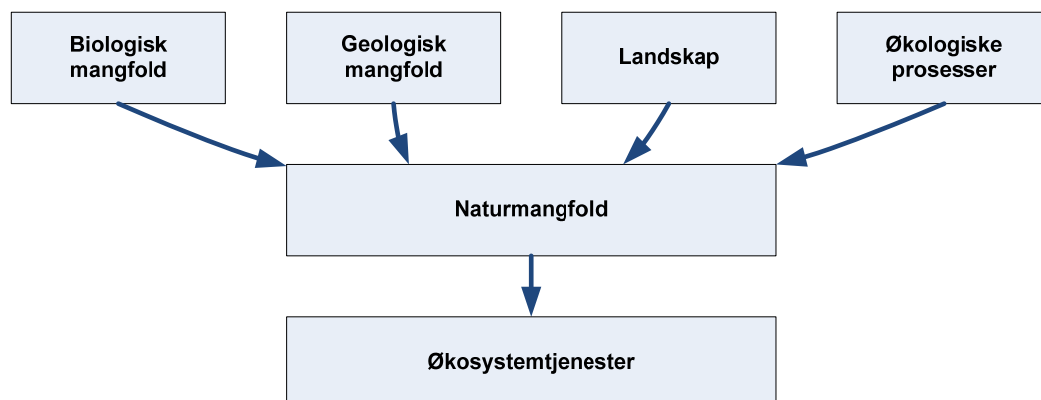 Biologisk
mangfold
Geologisk
mangfold
Landskap
Økologiske
prosesser
Naturmangfold
Økosystemtjenester